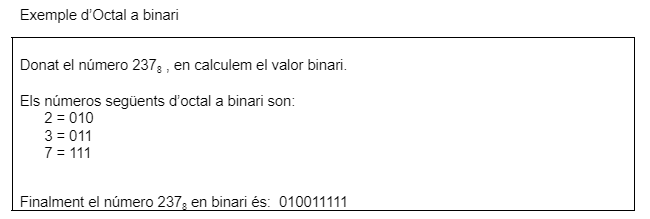 Exemple d'Octal a binari
Donat el número 237₈ , en calculem el valor binari.
Els números següents d'octal a binari son:
2 = 010
3 = 011
7 = 111
Finalment el número 237₈ en binari és: 010011111